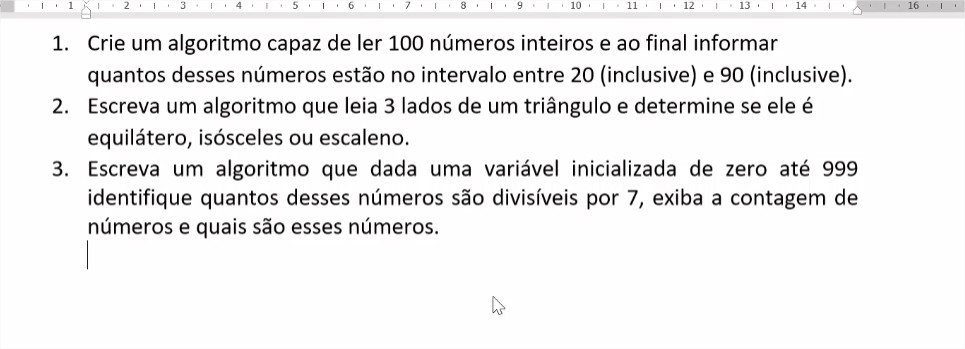 1 1 2 3 4 5 6 7 8 9 10 11 12 13 14 16
1. Crie um algoritmo capaz de ler 100 números inteiros e ao final informar
quantos desses números estão no intervalo entre 20 (inclusive) e 90 (inclusive).
2. Escreva um algoritmo que leia 3 lados de um triângulo e determine se ele é
equilátero, isósceles ou escaleno.
3. Escreva um algoritmo que dada uma variável inicializada de zero até 999
identifique quantos desses números são divisíveis por 7, exiba a contagem de
números e quais são esses números.